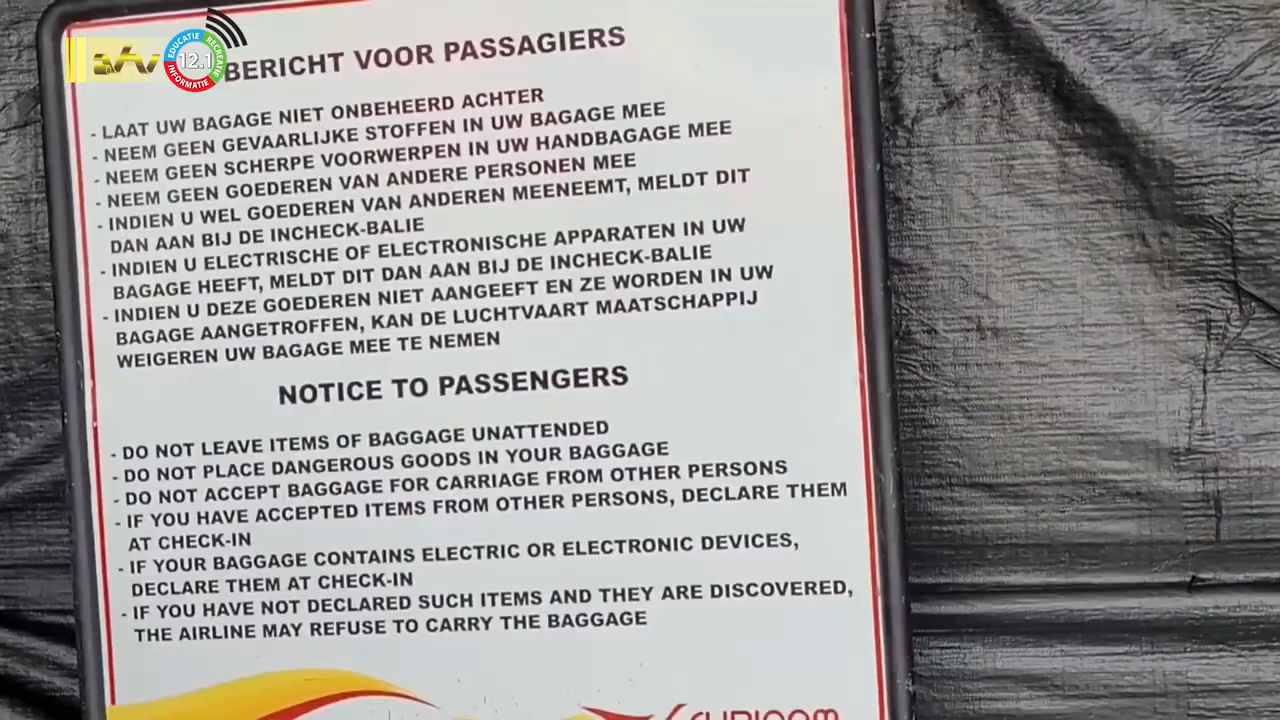 EDUCATIE RECREATIE INFORMATIE
12.1
BERICHT VOOR PASSAGIERS
- LAAT UW BAGAGE NIET ONBEHEERD ACHTER
- NEEM GEEN GEVAARLIJKE STOFFEN IN UW BAGAGE MEE
- NEEM GEEN SCHERPE VOORWERPEN IN UW HANDBAGAGE MEE
- NEEM GEEN GOEDEREN VAN ANDERE PERSONEN MEE
- INDIEN U WEL GOEDEREN VAN ANDEREN MEENEEMT, MELDT DIT
DAN AAN BIJ DE INCHECK-BALIE
- INDIEN U ELECTRISCHE OF ELECTRONISCHE APPARATEN IN UW
BAGAGE HEEFT, MELDT DIT DAN AAN BIJ DE INCHECK-BALIE
- INDIEN U DEZE GOEDEREN NIET AANGEEFT EN ZE WORDEN IN UW
BAGAGE AANGETROFFEN, KAN DE LUCHTVAART MAATSCHAPPIJ
WEIGEREN UW BAGAGE MEE TE NEMEN
NOTICE TO PASSENGERS
- DO NOT LEAVE ITEMS OF BAGGAGE UNATTENDED
- DO NOT PLACE DANGEROUS GOODS IN YOUR BAGGAGE
- DO NOT ACCEPT BAGGAGE FOR CARRIAGE FROM OTHER PERSONS
- IF YOU HAVE ACCEPTED ITEMS FROM OTHER PERSONS, DECLARE THEM
AT CHECK-IN
- IF YOUR BAGGAGE CONTAINS ELECTRIC OR ELECTRONIC DEVICES,
DECLARE THEM AT CHECK-IN
- IF YOU HAVE NOT DECLARED SUCH ITEMS AND THEY ARE DISCOVERED,
THE AIRLINE MAY REFUSE TO CARRY THE BAGGAGE